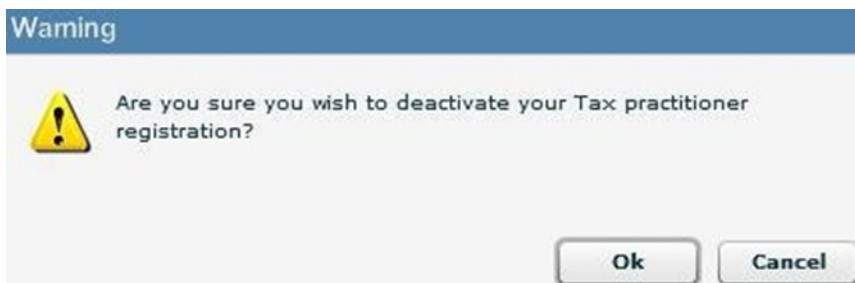 Warning
Are you sure you wish to deactivate your Tax practitioner
registration?
Ok
Cancel